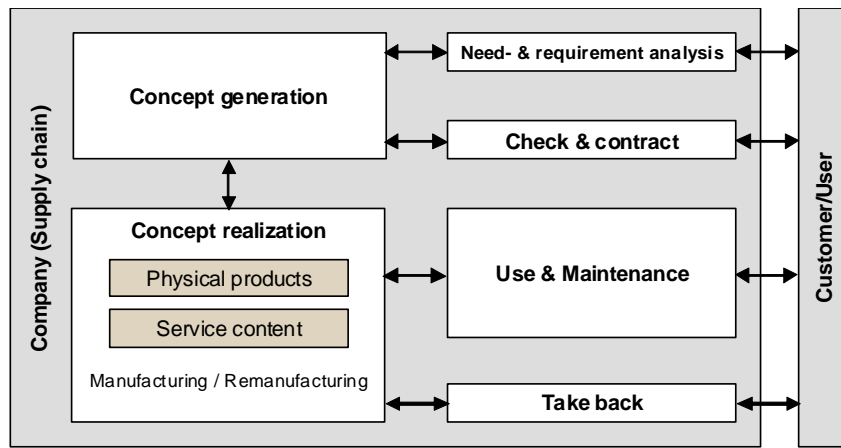 Company (Supply chain)
Concept generation
Need- & requirement analysis
Check & contract
Concept realization
Physical products
Service content
Manufacturing / Remanufacturing
Use & Maintenance
Take back
Customer/User